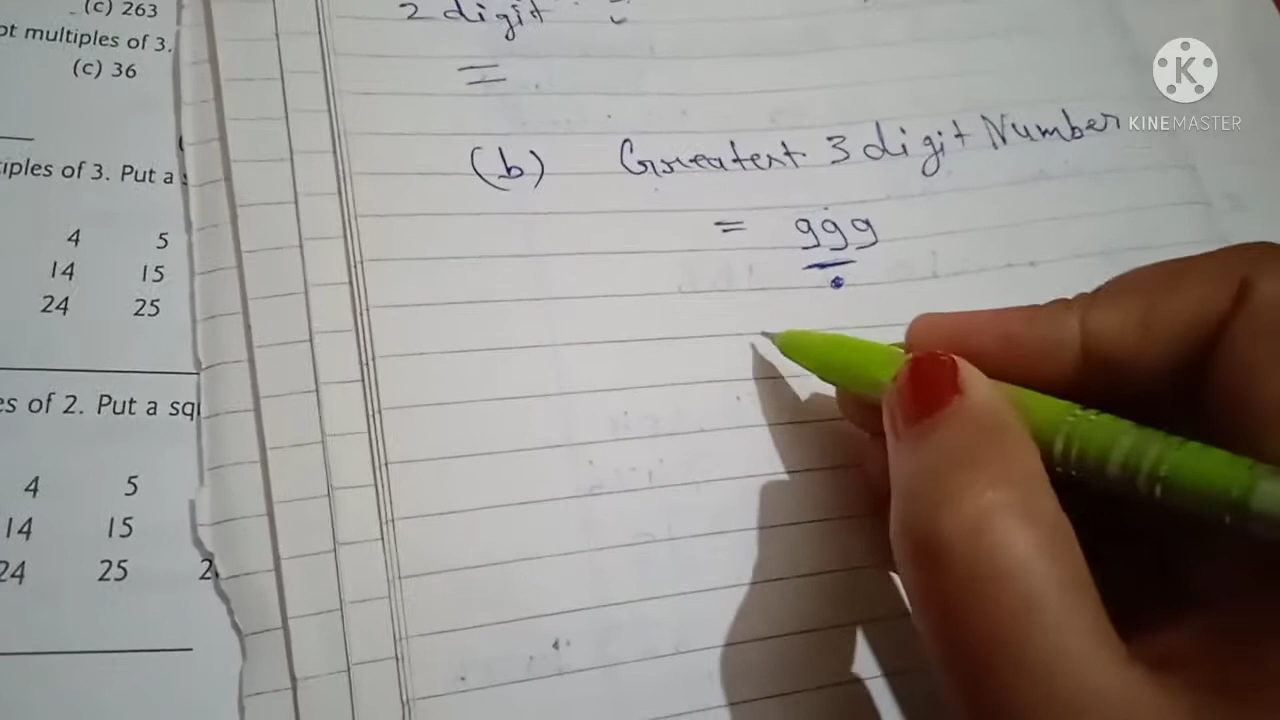 (c) 263
ot multiples of 3.
(c) 36
iples of 3. Put a s
4 5
14 15
24 25
es of 2. Put a sq
4 5
14 15
24 25 2
2 digit
=
(b) Greatest 3 digit Number
= 999
K
KINEMASTER